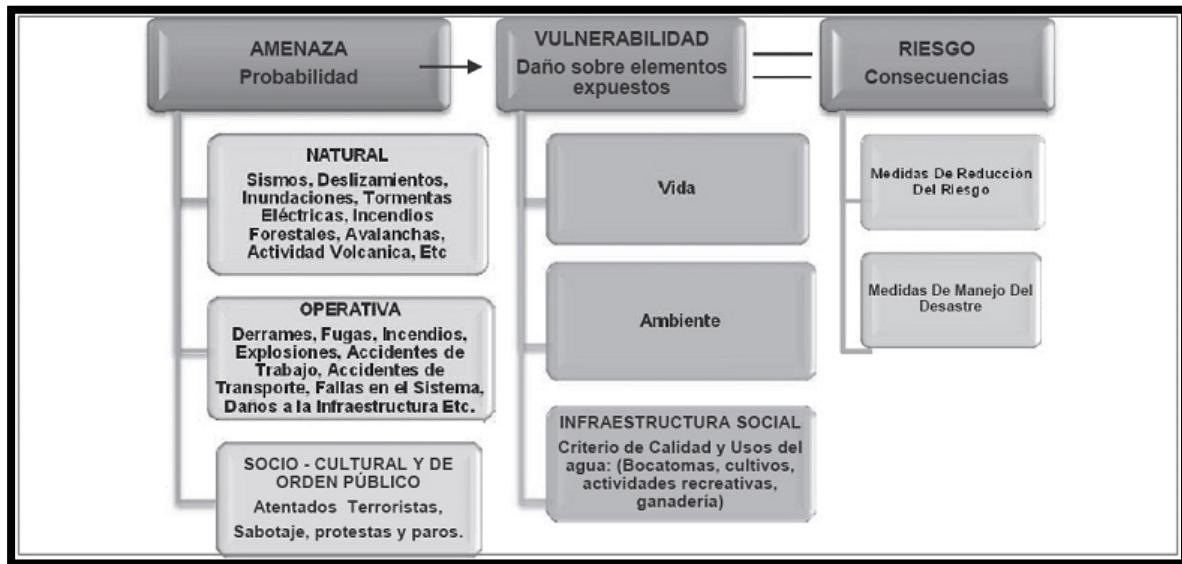 AMENAZA
Probabilidad
NATURAL
Sismos, Deslizamientos,
Inundaciones, Tormentas
Eléctricas, Incendios
Forestales, Avalanchas,
Actividad Volcanica, Etc
OPERATIVA
Derrames, Fugas, Incendios,
Explosiones, Accidentes de
Trabajo, Accidentes de
Transporte, Fallas en el Sistema,
Daños a la Infraestructura Etc.
SOCIO - CULTURAL Y DE
ORDEN PÚBLICO
Atentados Terroristas,
Sabotaje, protestas y paros.
VULNERABILIDAD
Daño sobre elementos
expuestos
Vida
Ambiente
INFRAESTRUCTURA SOCIAL
Criterio de Calidad y Usos del
agua: (Bocatomas, cultivos,
actividades recreativas,
ganadería)
RIESGO
Consecuencias
Medidas De Reducción
Del Riesgo
Medidas De Manejo Del
Desastre